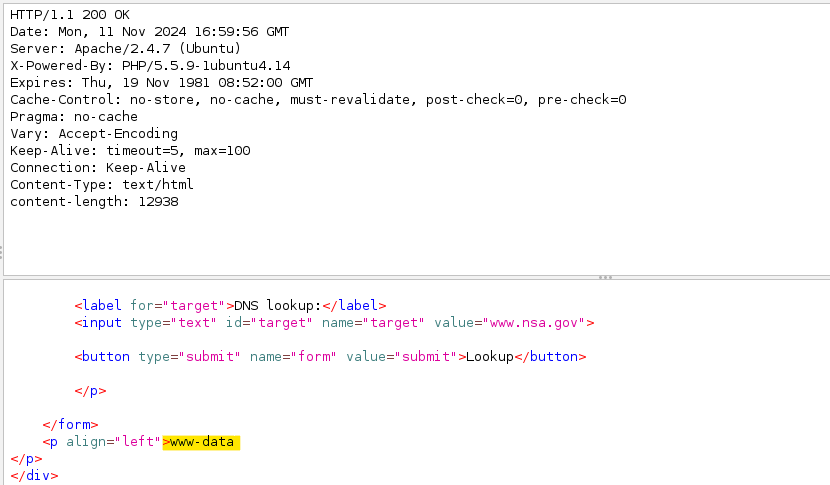 HTTP/1.1 200 OK
Date: Mon, 11 Nov 2024 16:59:56 GMT
Server: Apache/2.4.7 (Ubuntu)
X-Powered-By: PHP/5.5.9-1ubuntu4.14
Expires: Thu, 19 Nov 1981 08:52:00 GMT
Cache-Control: no-store, no-cache, must-revalidate, post-check=0, pre-check=0
Pragma: no-cache
Vary: Accept-Encoding
Keep-Alive: timeout=5, max=100
Connection: Keep-Alive
Content-Type: text/html
content-length: 12938
<label for="target">DNS lookup:</label>
<input type="text" id="target" name="target" value="www.nsa.gov">
<button type="submit" name="form" value="submit">Lookup</button>
</p>
</form>
<p align="left">www-data
</p>
</div>